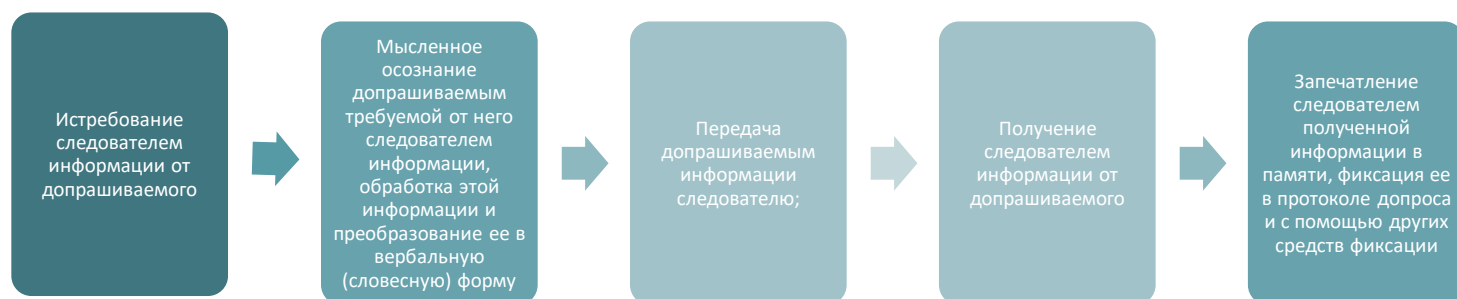 Истребование
следователем
информации от
допрашиваемого
Мысленное
осознание
допрашиваемым
требуемой от него
следователем
информации,
обработка этой
информации и
преобразование ее в
вербальную
(словесную) форму
Передача
допрашиваемым
информации
следователю;
Получение
следователем
информации от
допрашиваемого
Запечатление
следователем
полученной
информации в
памяти, фиксация ее
в протоколе допроса
и с помощью других
средств фиксации